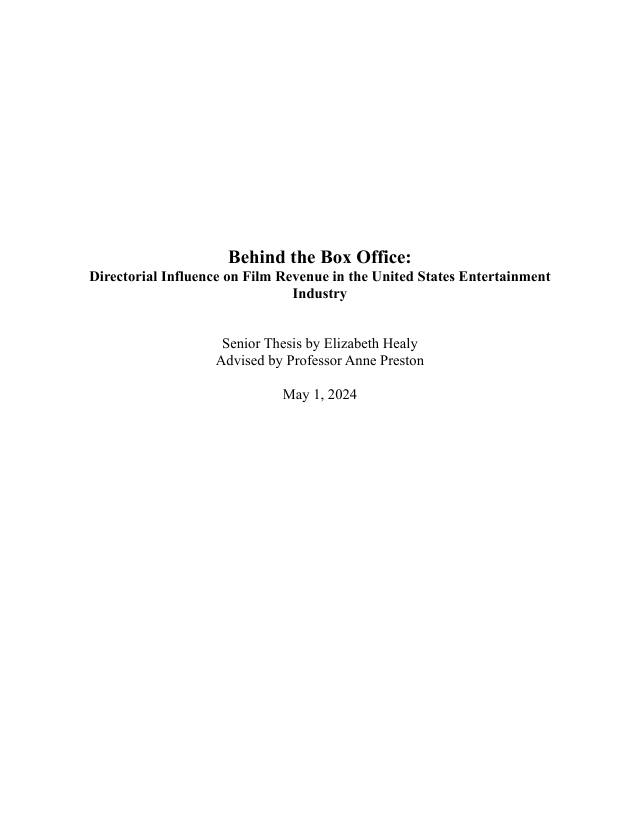 Behind the Box Office:
Directorial Influence on Film Revenue in the United States Entertainment
Industry
Senior Thesis by Elizabeth Healy
Advised by Professor Anne Preston
May 1, 2024